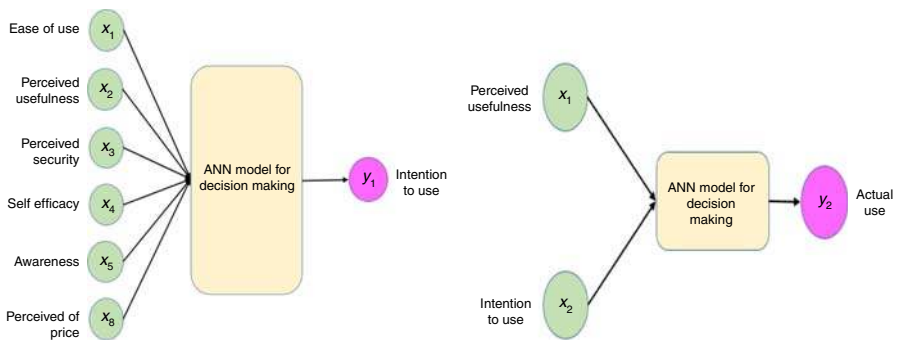 Ease of use
x1
Perceived
usefulness
x2
Perceived
security
x3
Self efficacy
x4
Awareness
x5
Perceived of
price
x8
ANN model for
decision making
y1
Intention
to use
Perceived
usefulness
x1
Intention
to use
x2
ANN model for
decision
making
y2
Actual
use